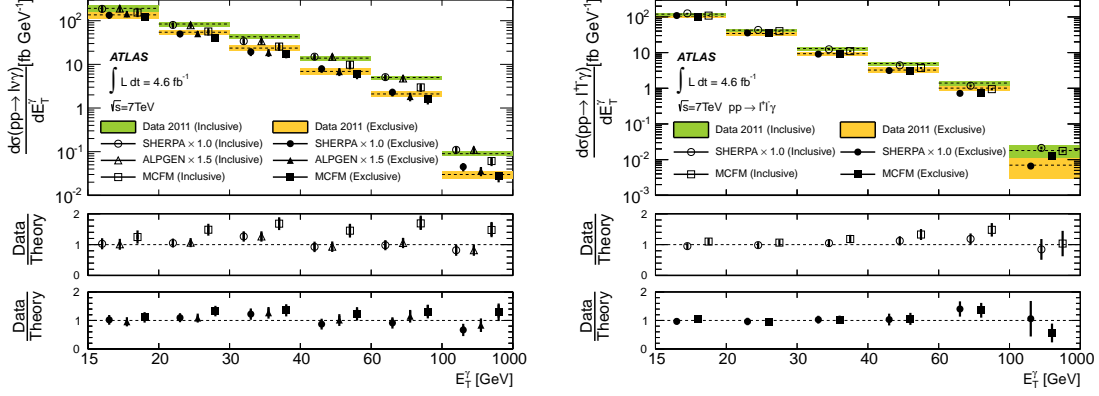 dσ(pp→ lνγ)
dE_T^γ
[fb GeV⁻¹]
10²
10
1
10⁻¹
10⁻²
ATLAS
∫ L dt = 4.6 fb⁻¹
√s=7TeV
Data 2011 (Inclusive)
Data 2011 (Exclusive)
SHERPA × 1.0 (Inclusive)
SHERPA × 1.0 (Exclusive)
ALPGEN × 1.5 (Inclusive)
ALPGEN × 1.5 (Exclusive)
MCFM (Inclusive)
MCFM (Exclusive)
Data
Theory
2
1
0
Data
Theory
2
1
0
15 20 30 40 60 100 1000
E_T^γ [GeV]
dσ(pp→ l⁺l⁻γ)
dE_T^γ
[fb GeV⁻¹]
10³
10²
10
1
10⁻¹
10⁻²
10⁻³
ATLAS
∫ L dt = 4.6 fb⁻¹
√s=7TeV pp→ l⁺l⁻γ
Data 2011 (Inclusive)
Data 2011 (Exclusive)
SHERPA × 1.0 (Inclusive)
SHERPA × 1.0 (Exclusive)
MCFM (Inclusive)
MCFM (Exclusive)
Data
Theory
2
1
0
Data
Theory
2
1
0
15 20 30 40 60 100 1000
E_T^γ [GeV]